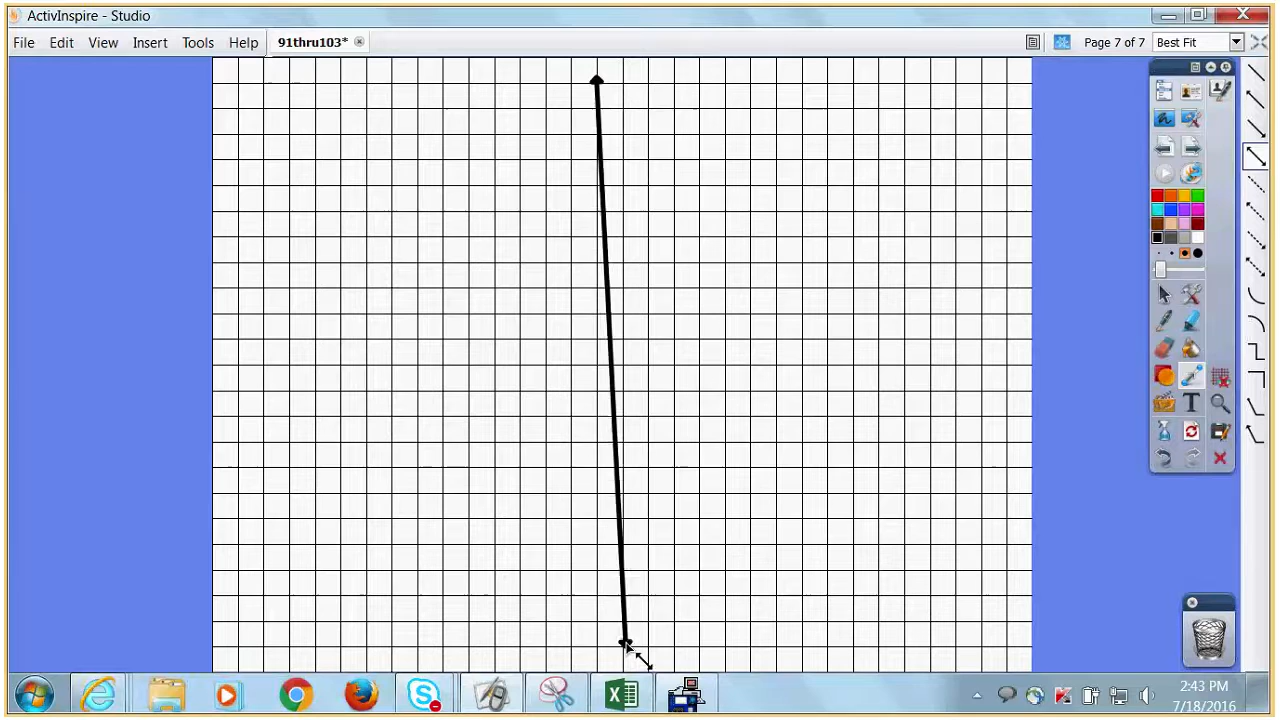 ActivInspire - Studio
File Edit View Insert Tools Help 91thru103* Page 7 of 7 Best Fit
T
2:43 PM
7/18/2016